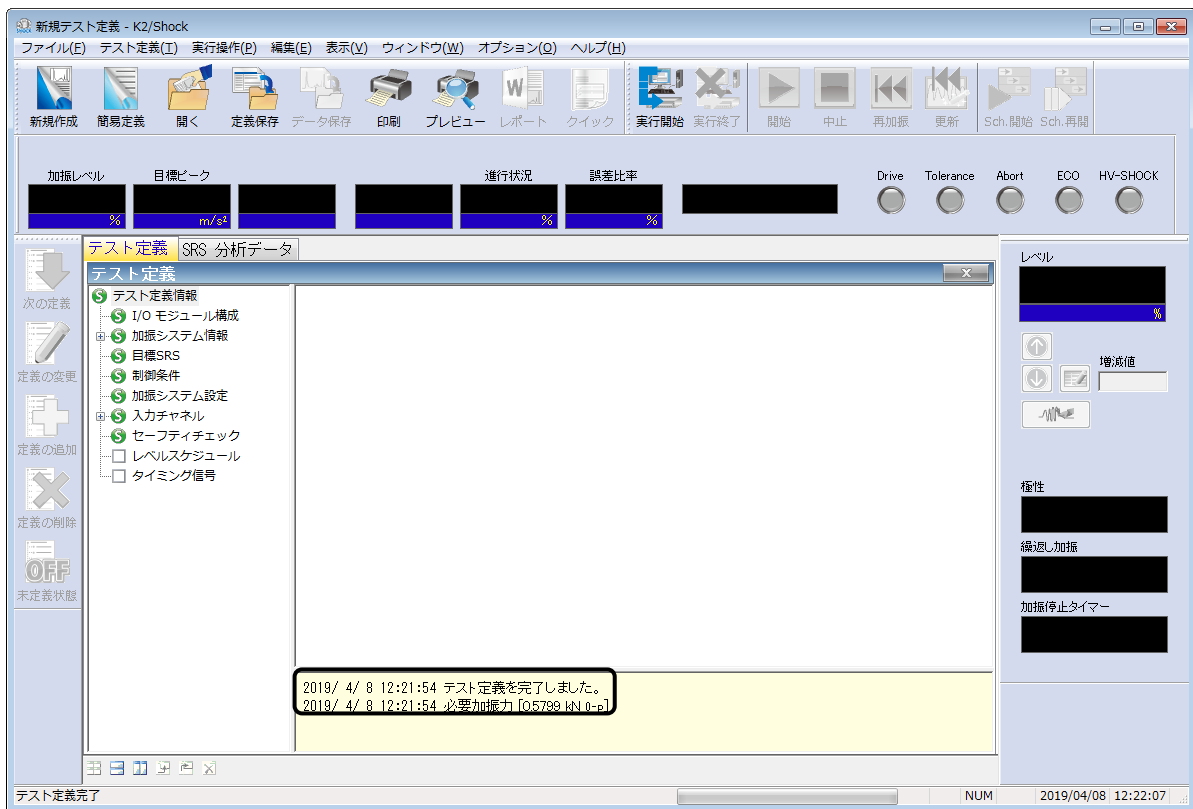 新規テスト定義 - K2/Shock
ファイル(F) テスト定義(T) 実行操作(P) 編集(E) 表示(V) ウィンドウ(W) オプション(O) ヘルプ(H)
新規作成 簡易定義 開く 定義保存 データ保存 印刷 プレビュー レポート クイック 実行開始 実行終了 開始 中止 再加振 更新 Sch.開始 Sch.再開
加振レベル 目標ピーク 進行状況 誤差比率 Drive Tolerance Abort ECO HV-SHOCK
% m/s² % %
テスト定義 SRS 分析データ
テスト定義
次の定義
定義の変更
定義の追加
定義の削除
OFF
未定義状態
テスト定義情報
I/O モジュール構成
加振システム情報
目標SRS
制御条件
加振システム設定
入力チャネル
セーフティチェック
レベルスケジュール
タイミング信号
2019/ 4/ 8 12:21:54 テスト定義を完了しました。
2019/ 4/ 8 12:21:54 必要加振力 [0.5799 kN 0-p]
レベル
%
増減値
極性
繰返し加振
加振停止タイマー
テスト定義完了 NUM 2019/04/08 12:22:07